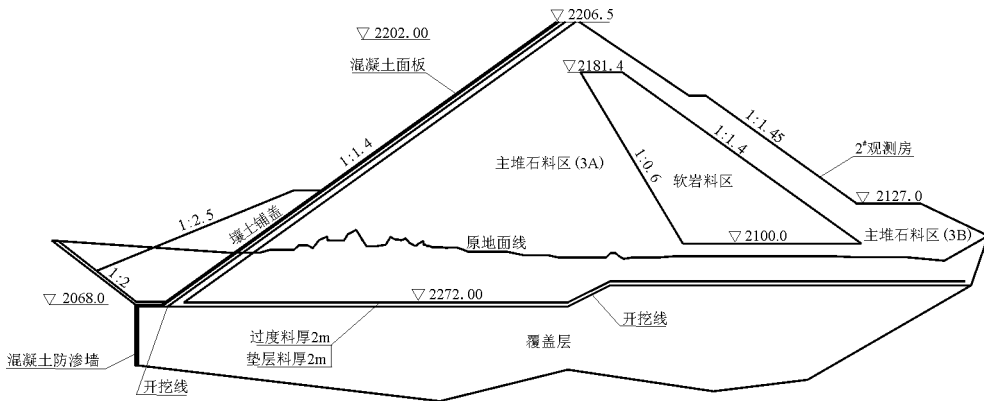 ▽ 2206.5
▽ 2202.00
混凝土面板
▽ 2181.4
1:1.4
1:1.45
1:1.4
2#观测房
主堆石料区(3A)
1:0.6
软岩料区
▽ 2127.0
1:2.5
壤土铺盖
原地面线
▽ 2100.0
主堆石料区(3B)
1:2
▽ 2068.0
▽ 2272.00
过度料厚2m
垫层料厚2m
开挖线
覆盖层
混凝土防渗墙
开挖线